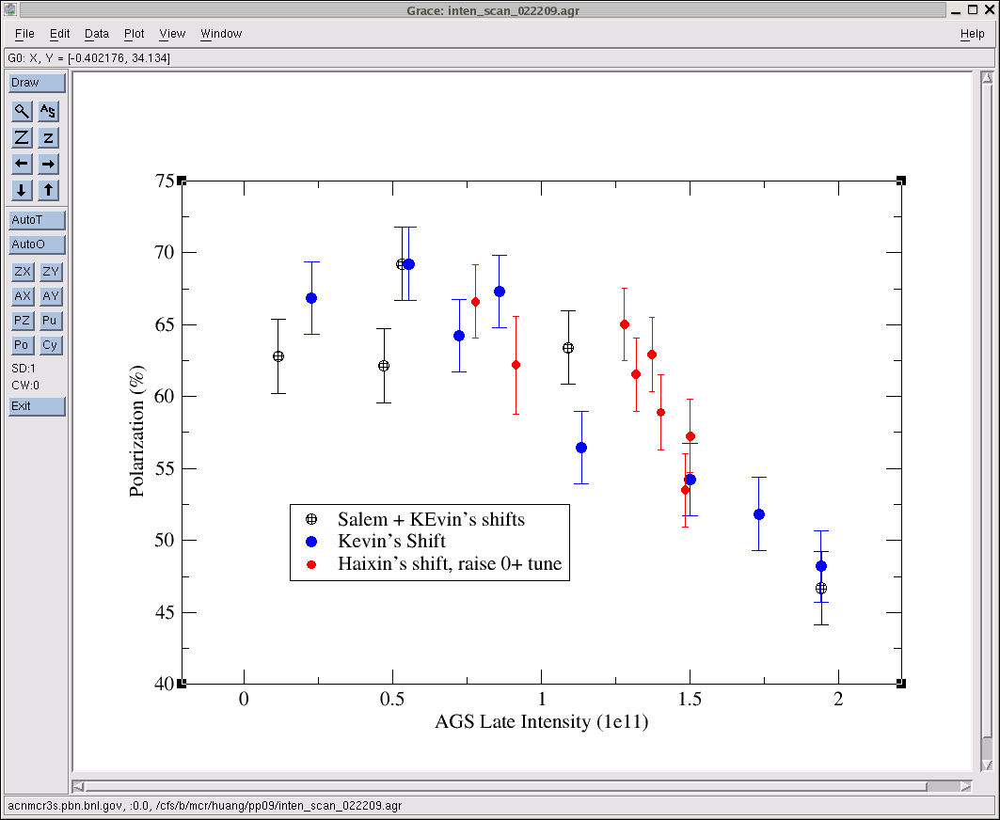 Grace: inten_scan_022209.agr
File Edit Data Plot View Window Help
G0: X, Y = [-0.402176, 34.134]
Draw
A S
Z z
AutoT
AutoO
ZX ZY
AX AY
PZ Pu
Po Cy
SD:1
CW:0
Exit
75
70
65
60
55
50
45
40
Polarization (%)
Salem + KEvin's shifts
Kevin's Shift
Haixin's shift, raise 0+ tune
0 0.5 1 1.5 2
AGS Late Intensity (1e11)
acnmcr3s.pbn.bnl.gov, :0.0, /cfs/b/mcr/huang/pp09/inten_scan_022209.agr